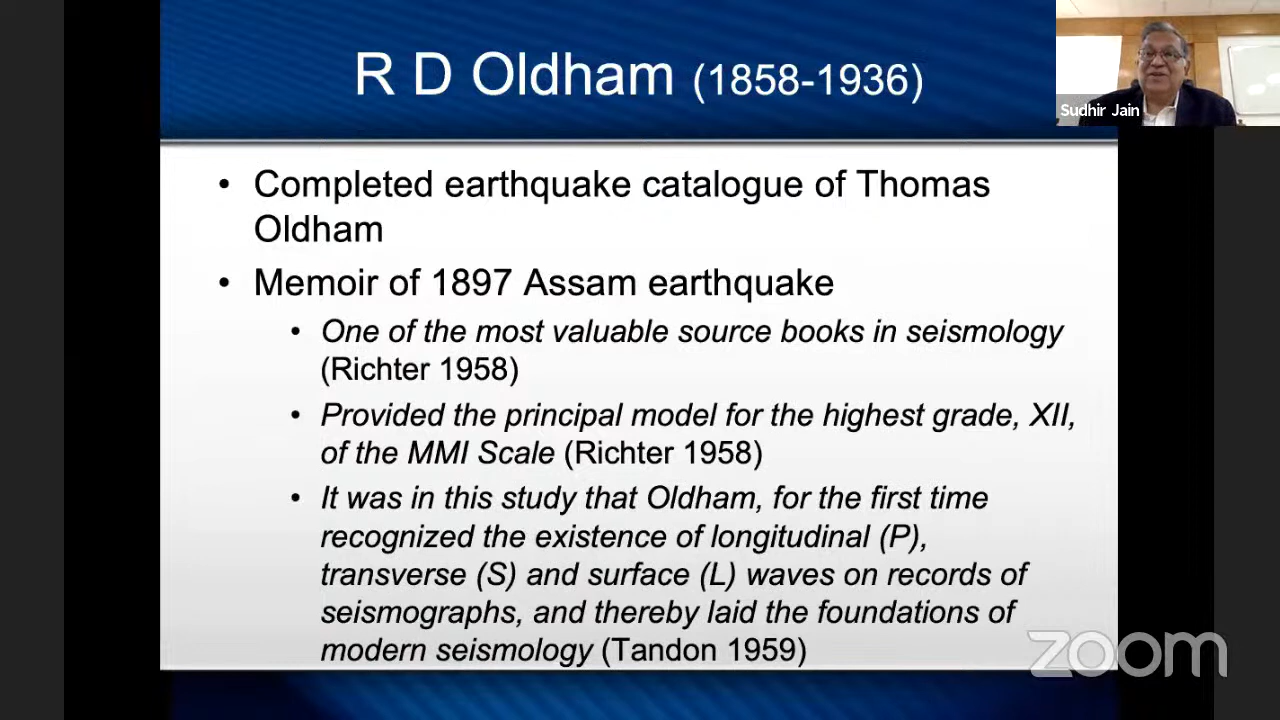 R D Oldham (1858-1936)
Sudhir Jain
• Completed earthquake catalogue of Thomas
Oldham
• Memoir of 1897 Assam earthquake
• One of the most valuable source books in seismology
(Richter 1958)
• Provided the principal model for the highest grade, XII,
of the MMI Scale (Richter 1958)
• It was in this study that Oldham, for the first time
recognized the existence of longitudinal (P),
transverse (S) and surface (L) waves on records of
seismographs, and thereby laid the foundations of
modern seismology (Tandon 1959)
zoom